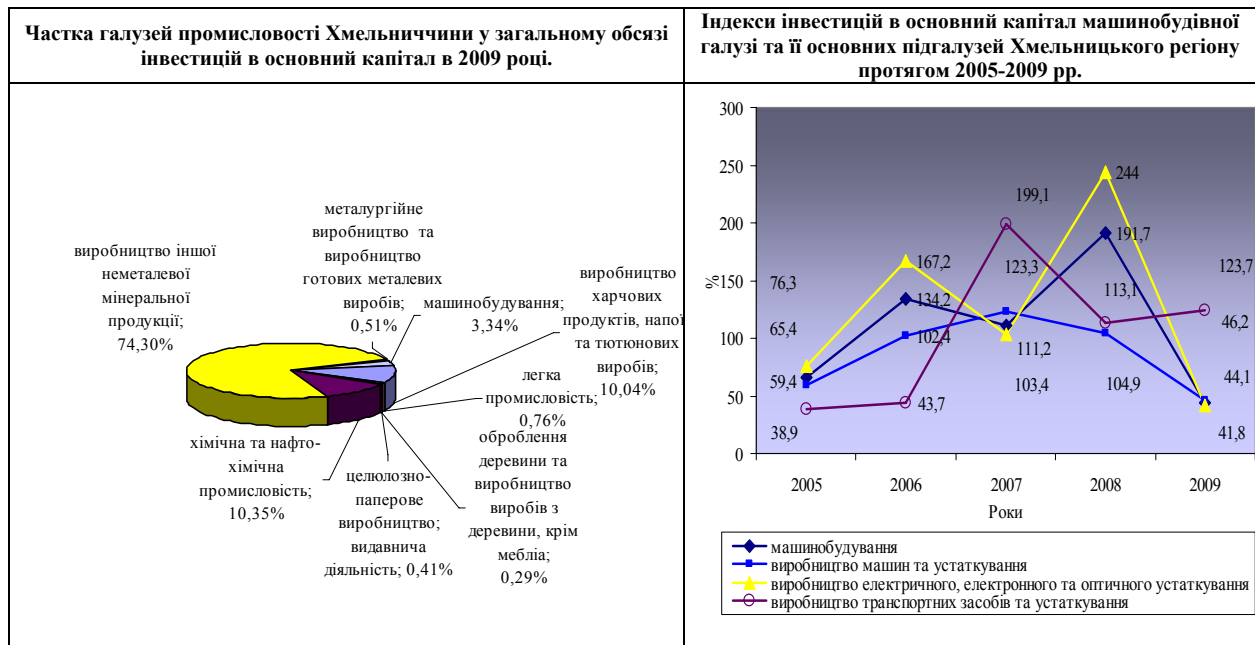 Частка галузей промисловості Хмельниччини у загальному обсязі
інвестицій в основний капітал в 2009 році.
металургійне
виробництво та
виробництво
готових металевих
виробів;
0,51%
виробництво іншої
неметалевої
мінеральної
продукції;
74,30%
машинобудування;
3,34%
виробництво
харчових
продуктів, напої
та тютюнових
виробів;
10,04%
легка
промисловість;
0,76%
оброблення
деревини та
виробництво
виробів з
деревини, крім
мебліа;
0,29%
целюлозно-
паперове
виробництво;
видавнича
діяльність; 0,41%
хімічна та нафто-
хімічна
промисловість;
10,35%
Індекси інвестицій в основний капітал машинобудівної
галузі та її основних підгалузей Хмельницького регіону
протягом 2005-2009 рр.
300
250
200
150
100
50
0
%
76,3
65,4
59,4
38,9
167,2
134,2
102,4
43,7
199,1
123,3
111,2
103,4
244
191,7
113,1
104,9
123,7
46,2
44,1
41,8
2005 2006 2007 2008 2009
Роки
машинобудування
виробництво машин та устаткування
виробництво електричного, електронного та оптичного устаткування
виробництво транспортних засобів та устаткування